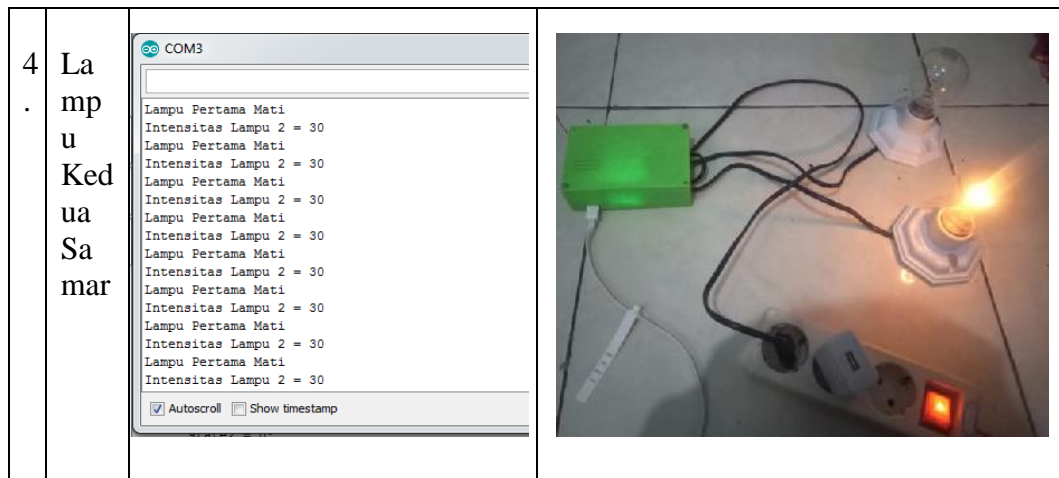 4
.
La
mp
u
Ked
ua
Sa
mar
COM3
Lampu Pertama Mati
Intensitas Lampu 2 = 30
Lampu Pertama Mati
Intensitas Lampu 2 = 30
Lampu Pertama Mati
Intensitas Lampu 2 = 30
Lampu Pertama Mati
Intensitas Lampu 2 = 30
Lampu Pertama Mati
Intensitas Lampu 2 = 30
Lampu Pertama Mati
Intensitas Lampu 2 = 30
Lampu Pertama Mati
Intensitas Lampu 2 = 30
Lampu Pertama Mati
Intensitas Lampu 2 = 30
Autoscroll Show timestamp